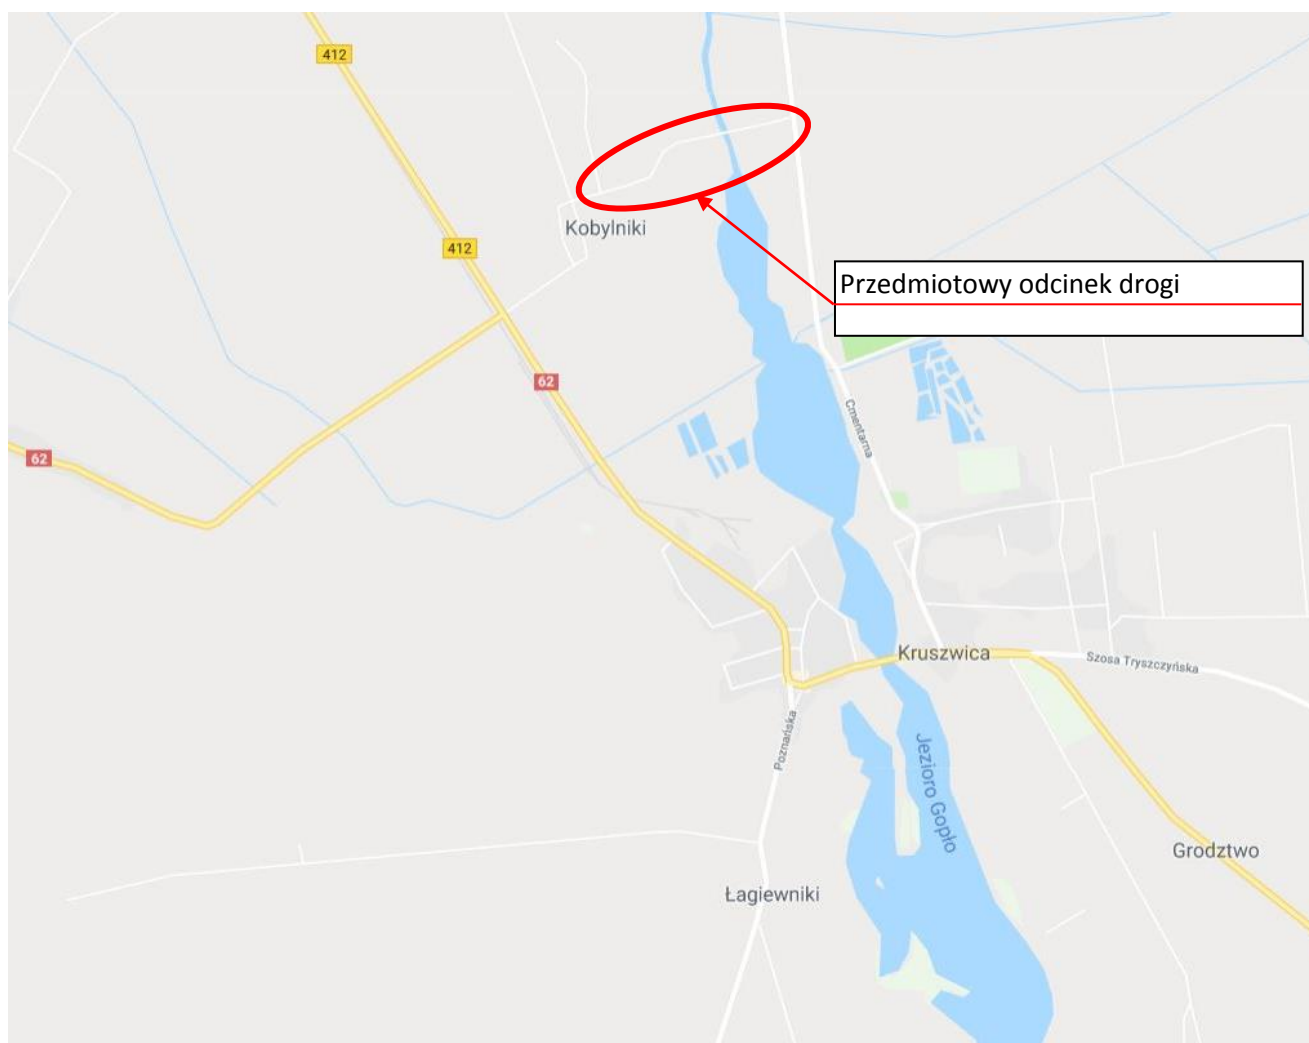 412
Kobylniki
412
Przedmiotowy odcinek drogi
62
Cmentarna
62
Kruszwica
Szosa Tryszczyńska
Poznańska
Jezioro Gopło
Grodztwo
Łagiewniki